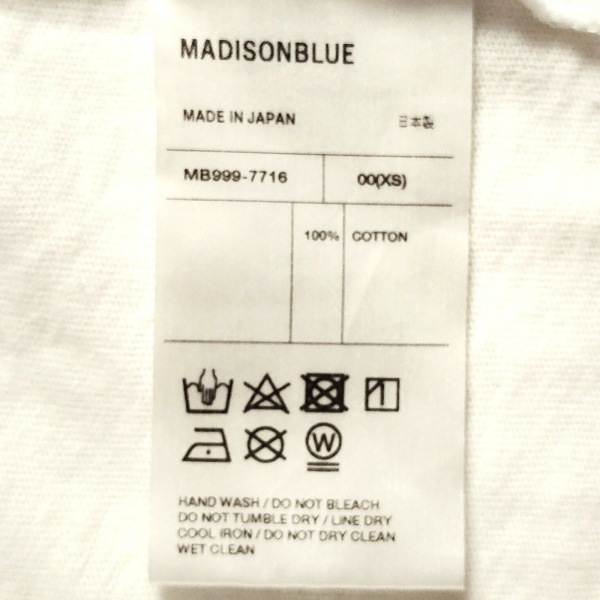 MADISONBLUE
MADE IN JAPAN 日本製
MB999-7716 00(XS)
100% COTTON
W
HAND WASH / DO NOT BLEACH
DO NOT TUMBLE DRY / LINE DRY
COOL IRON / DO NOT DRY CLEAN
WET CLEAN